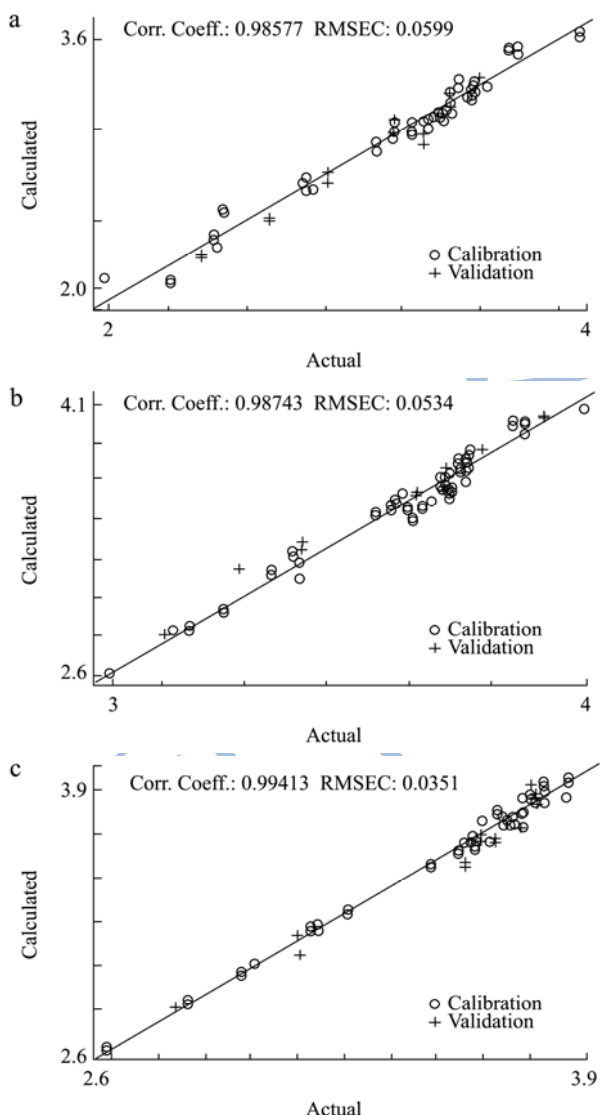 a
3.6
Corr. Coeff.: 0.98577 RMSEC: 0.0599
Calculated
Calibration
Validation
2.0
2
4
Actual
b
4.1
Corr. Coeff.: 0.98743 RMSEC: 0.0534
Calculated
Calibration
Validation
2.6
3
4
Actual
c
3.9
Corr. Coeff.: 0.99413 RMSEC: 0.0351
Calculated
Calibration
Validation
2.6
2.6
3.9
Actual